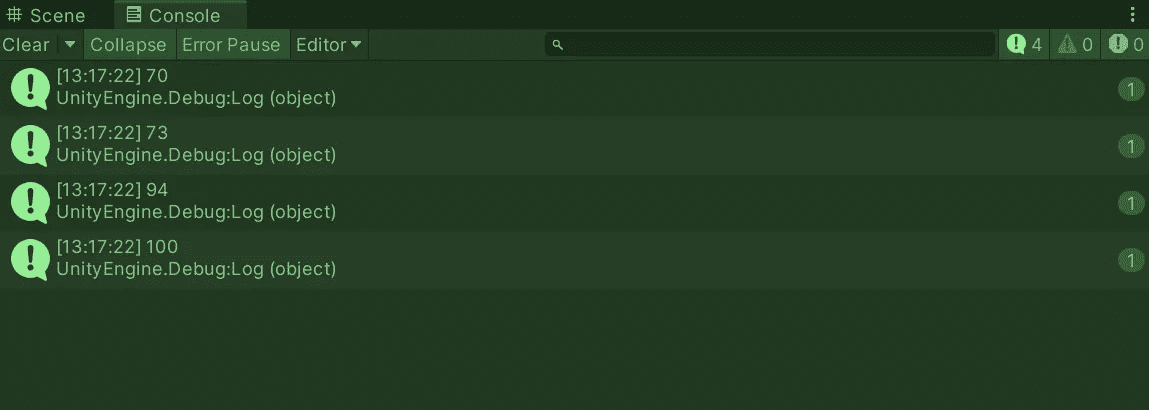 Scene Console
Clear Collapse Error Pause Editor 4 0 0
[13:17:22] 70
UnityEngine.Debug:Log (object) 1
[13:17:22] 73
UnityEngine.Debug:Log (object) 1
[13:17:22] 94
UnityEngine.Debug:Log (object) 1
[13:17:22] 100
UnityEngine.Debug:Log (object) 1